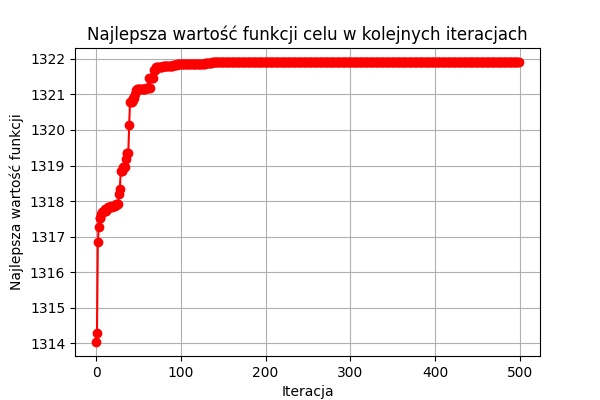 Najlepsza wartość funkcji celu w kolejnych iteracjach
Najlepsza wartość funkcji
1322
1321
1320
1319
1318
1317
1316
1315
1314
0 100 200 300 400 500
Iteracja